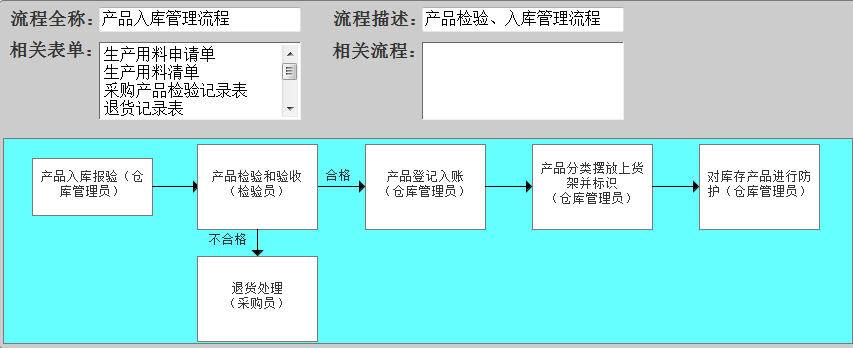 流程全称：产品入库管理流程
流程描述：产品检验、入库管理流程
相关表单：
生产用料申请单
生产用料清单
采购产品检验记录表
退货记录表
相关流程：
产品入库报验（仓
库管理员）
产品检验和验收
（检验员）
合格
产品登记入账
（仓库管理员）
产品分类摆放上货
架并标识
（仓库管理员）
对库存产品进行防
护（仓库管理员）
不合格
退货处理
（采购员）